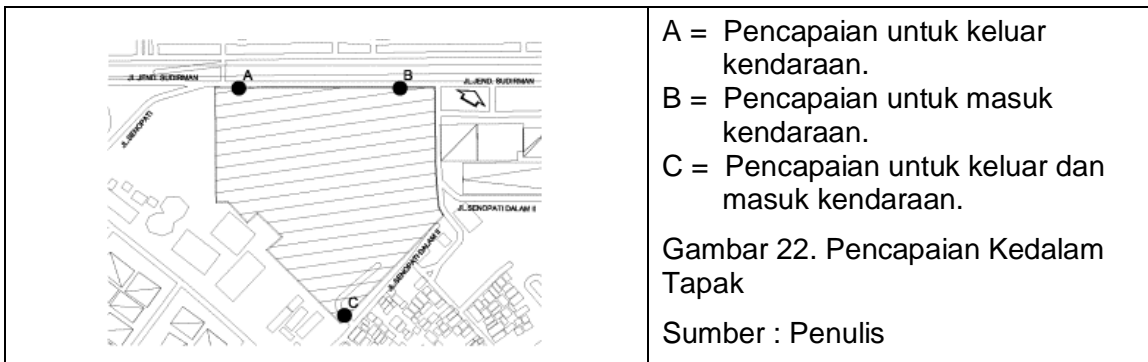 JL.JEND. SUDIRMAN
A
B
JL.JEND. SUDIRMAN
JL.SENOPATI
JL.SENOPATI DALAM II
JL.SENOPATI DALAM II
C
A = Pencapaian untuk keluar
kendaraan.
B = Pencapaian untuk masuk
kendaraan.
C = Pencapaian untuk keluar dan
masuk kendaraan.
Gambar 22. Pencapaian Kedalam
Tapak
Sumber : Penulis